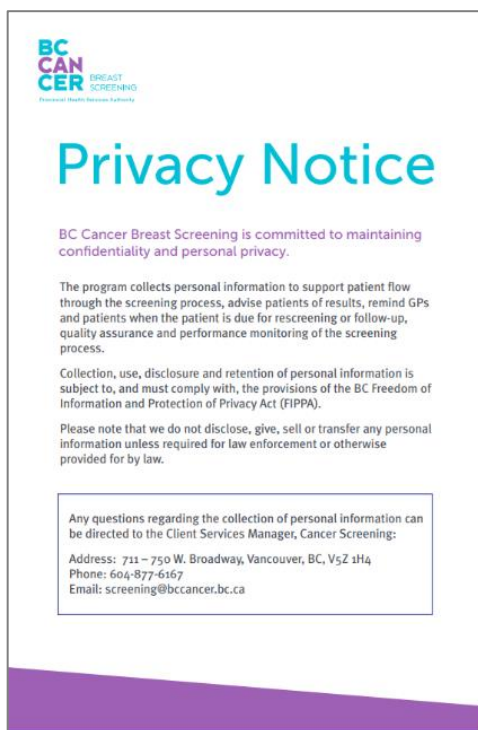 BC
CAN
CER BREAST
SCREENING
Provincial Health Services Authority
Privacy Notice
BC Cancer Breast Screening is committed to maintaining
confidentiality and personal privacy.
The program collects personal information to support patient flow
through the screening process, advise patients of results, remind GPs
and patients when the patient is due for rescreening or follow-up,
quality assurance and performance monitoring of the screening
process.
Collection, use, disclosure and retention of personal information is
subject to, and must comply with, the provisions of the BC Freedom of
Information and Protection of Privacy Act (FIPPA).
Please note that we do not disclose, give, sell or transfer any personal
information unless required for law enforcement or otherwise
provided for by law.
Any questions regarding the collection of personal information can
be directed to the Client Services Manager, Cancer Screening:
Address: 711 – 750 W. Broadway, Vancouver, BC, V5Z 1H4
Phone: 604-877-6167
Email: screening@bccancer.bc.ca